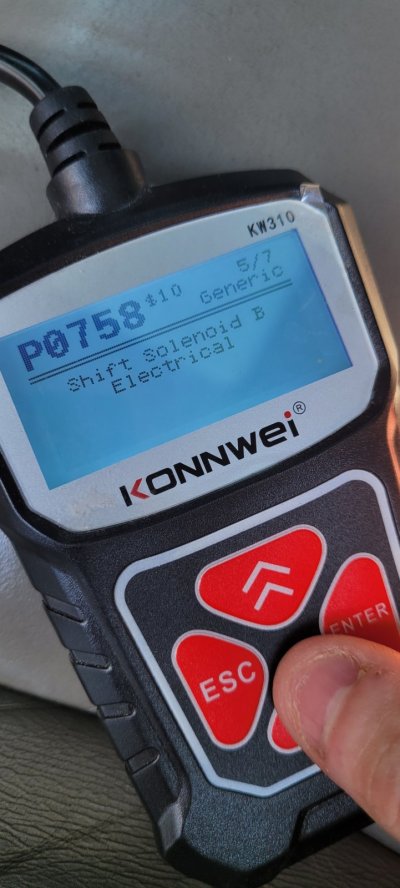 KW310
5/7
P0758 $10 Generic
Shift Solenoid B
Electrical
KONNWEI®
ENTER
ESC